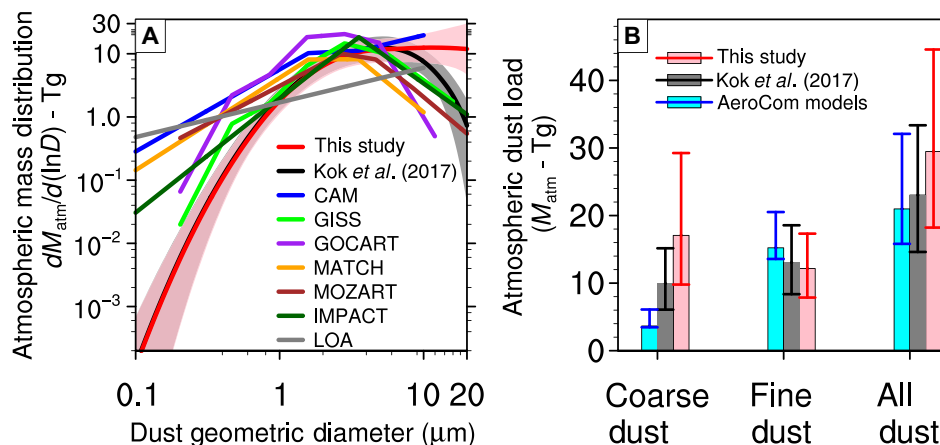 A
30
10
1.0
10⁻¹
10⁻²
10⁻³
Atmospheric mass distribution
dM_atm/d(lnD) - Tg
This study
Kok et al. (2017)
CAM
GISS
GOCART
MATCH
MOZART
IMPACT
LOA
0.1 1 10 20
Dust geometric diameter (μm)
B
This study
Kok et al. (2017)
AeroCom models
Atmospheric dust load
(M_atm - Tg)
40
30
20
10
0
Coarse Fine All
dust dust dust